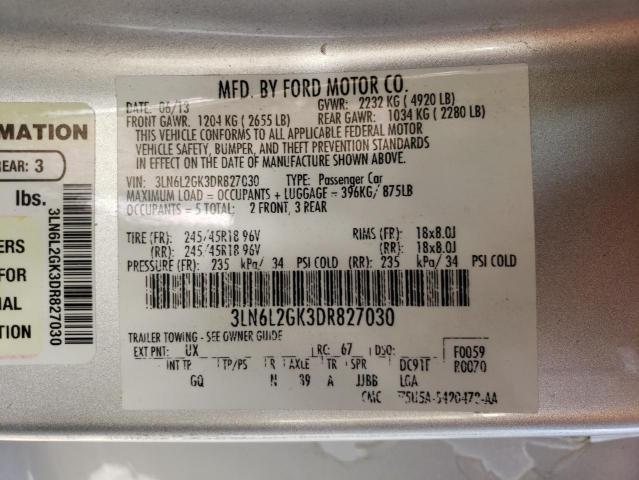 MFD. BY FORD MOTOR CO.
DATE: 06/13 GVWR: 2232 KG ( 4920 LB)
FRONT GAWR: 1204 KG ( 2655 LB) REAR GAWR: 1034 KG ( 2280 LB)
THIS VEHICLE CONFORMS TO ALL APPLICABLE FEDERAL MOTOR
VEHICLE SAFETY, BUMPER, AND THEFT PREVENTION STANDARDS
IN EFFECT ON THE DATE OF MANUFACTURE SHOWN ABOVE.
VIN: 3LN6L2GK3DR827030 TYPE: Passenger Car
MAXIMUM LOAD = OCCUPANTS + LUGGAGE = 396KG/ 875LB
OCCUPANTS = 5 TOTAL: 2 FRONT, 3 REAR
TIRE (FR): 245/45R18 96V RIMS (FR): 18x8.0J
(RR): 245/45R18 96V (RR): 18x8.0J
PRESSURE (FR): 235 kPa/ 34 PSI COLD (RR): 235 kPa/ 34 PSI COLD
3LN6L2GK3DR827030
TRAILER TOWING - SEE OWNER GUIDE
EXT PNT: UX RC: 67 DSO: F0059
INT TP TP/PS R AXLE TR SPR R0070
GQ N 39 A JJBB
RMATION
REAR: 3
lbs.
3LN6L2GK3DR827030
ERS
FOR
NAL
TION